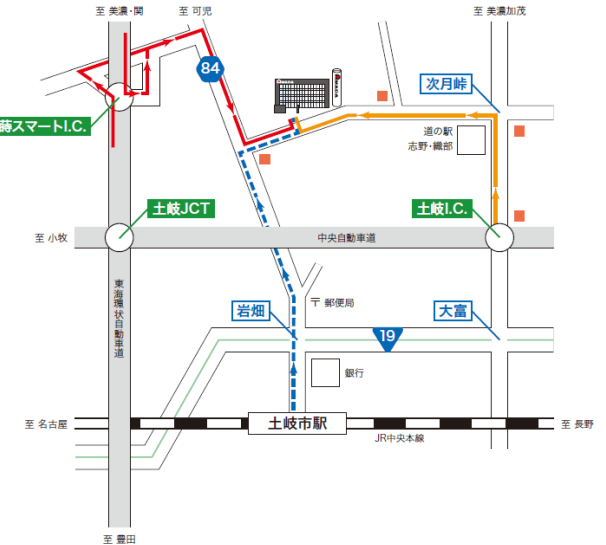 至 美濃・関
至 可児
至 美濃加茂
84
次月峠
道の駅
志野・織部
蒔スマートI.C.
土岐JCT
土岐I.C.
至 小牧
中央自動車道
東海環状自動車道
岩畑
〒 郵便局
大富
19
銀行
至 名古屋
土岐市駅
JR中央本線
至 長野
至 豊田